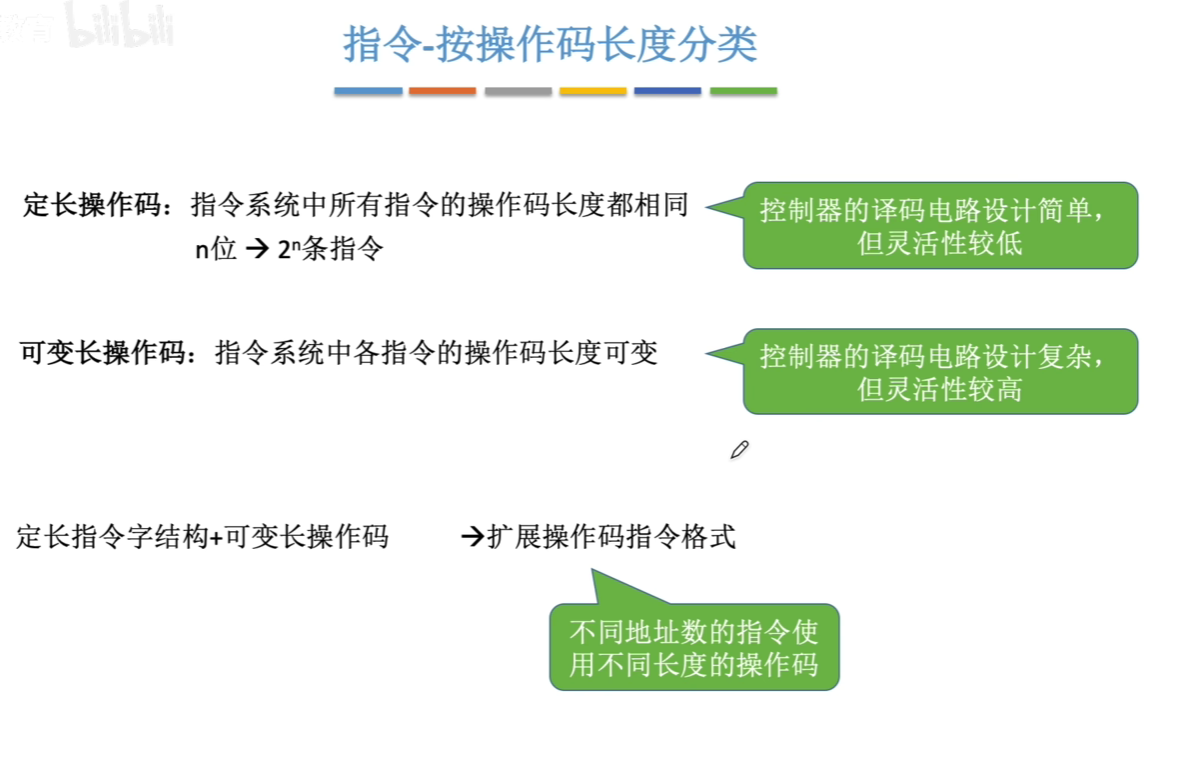 bilibili
指令-按操作码长度分类
定长操作码：指令系统中所有指令的操作码长度都相同
n位 → 2ⁿ条指令
控制器的译码电路设计简单，
但灵活性较低
可变长操作码：指令系统中各指令的操作码长度可变
控制器的译码电路设计复杂，
但灵活性较高
定长指令字结构+可变长操作码 →扩展操作码指令格式
不同地址数的指令使
用不同长度的操作码